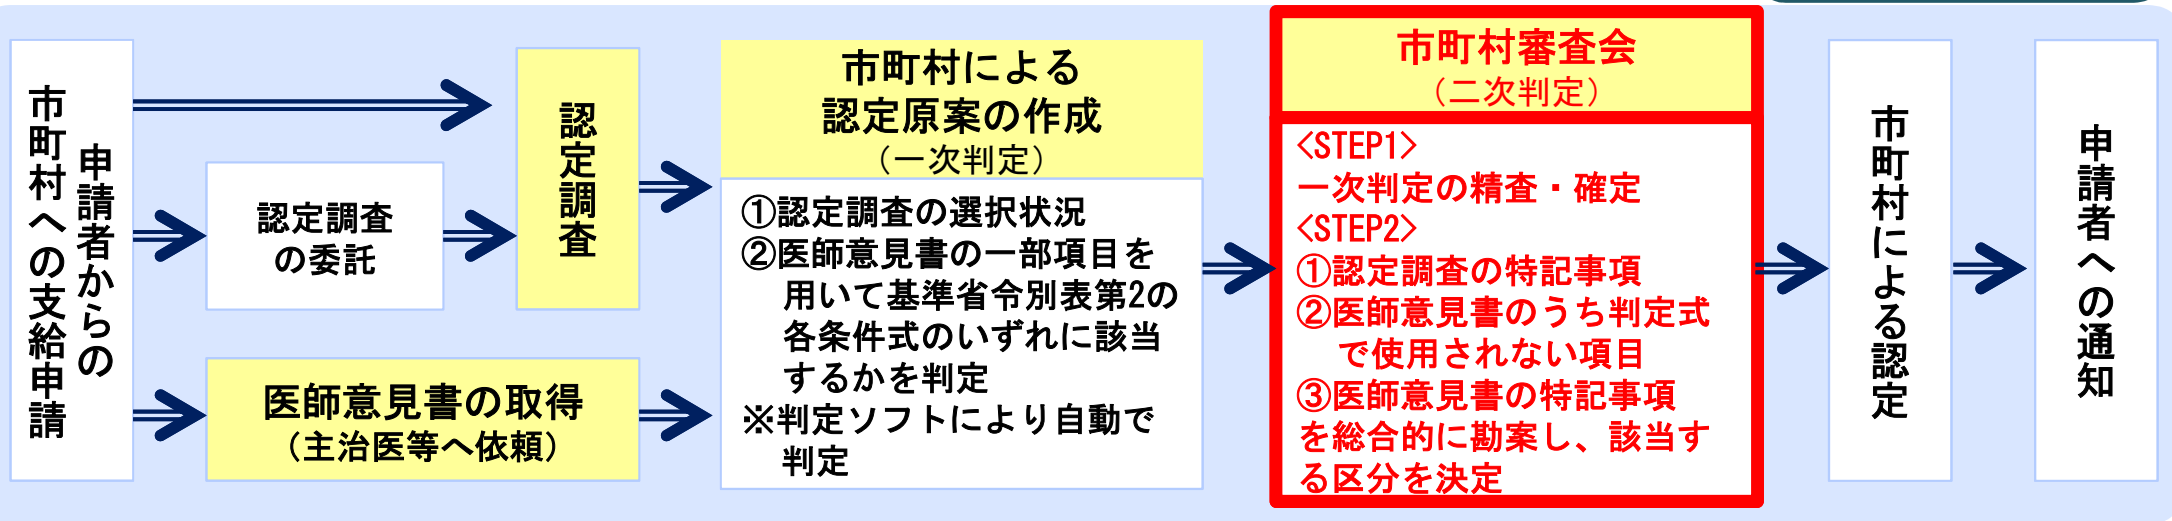 申請者からの
市町村への支給申請
認定調査
の委託
医師意見書の取得
（主治医等へ依頼）
認定調査
市町村による
認定原案の作成
（一次判定）
①認定調査の選択状況
②医師意見書の一部項目を
用いて基準省令別表第2の
各条件式のいずれに該当
するかを判定
※判定ソフトにより自動で
判定
市町村審査会
（二次判定）
<STEP1>
一次判定の精査・確定
<STEP2>
①認定調査の特記事項
②医師意見書のうち判定式
で使用されない項目
③医師意見書の特記事項
を総合的に勘案し、該当す
る区分を決定
市町村による認定
申請者への通知